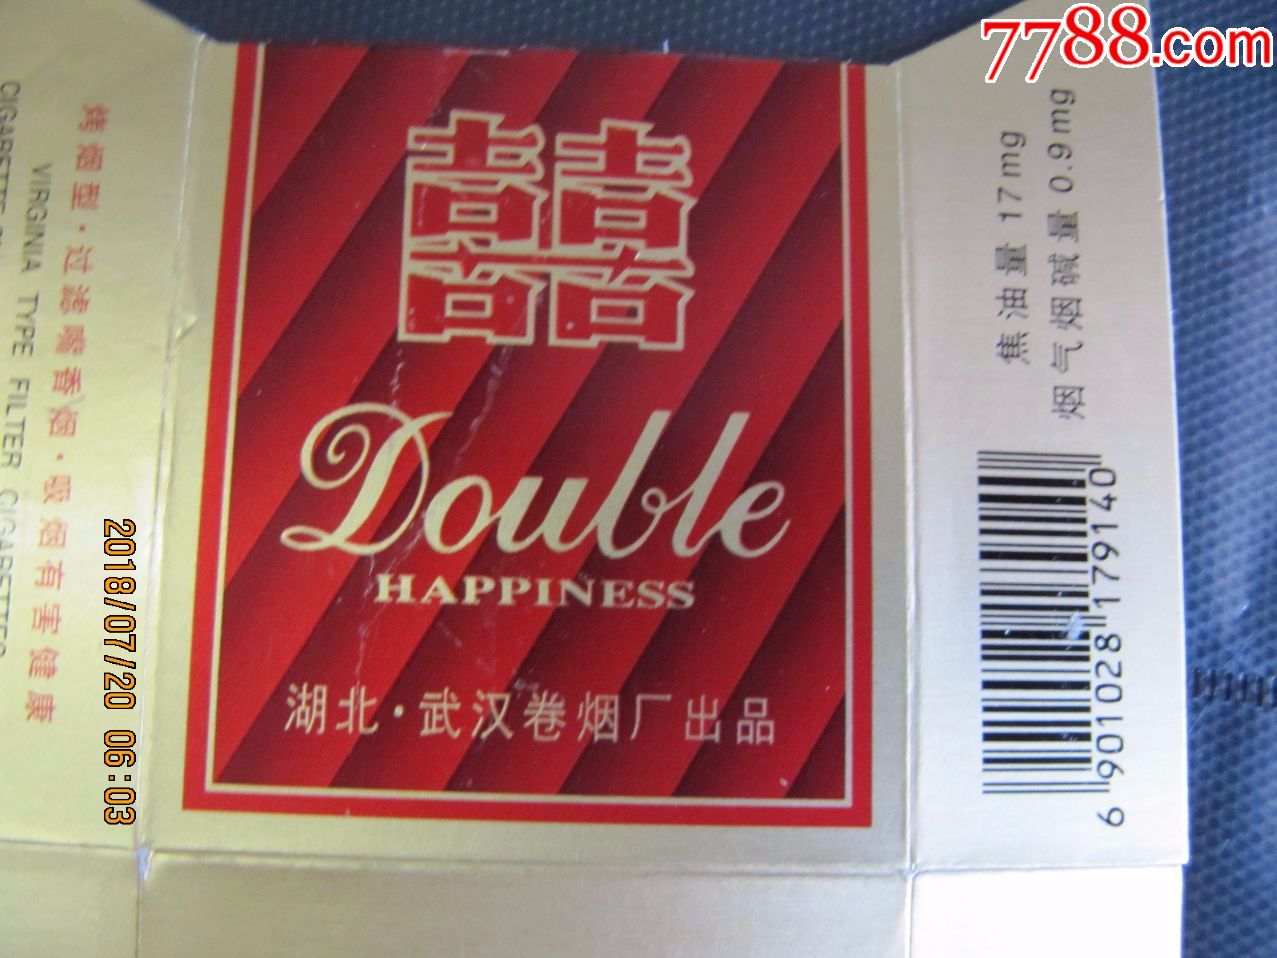 7788.com
囍
Double
HAPPINESS
湖北·武汉卷烟厂出品
烤烟型·过滤嘴香烟·吸烟有害健康
VIRGINIA TYPE FILTER CIGARETTES
CIGARETTE
焦油量 17mg
烟气烟碱量 0.9mg
6901028179140
2018/07/20 06:03